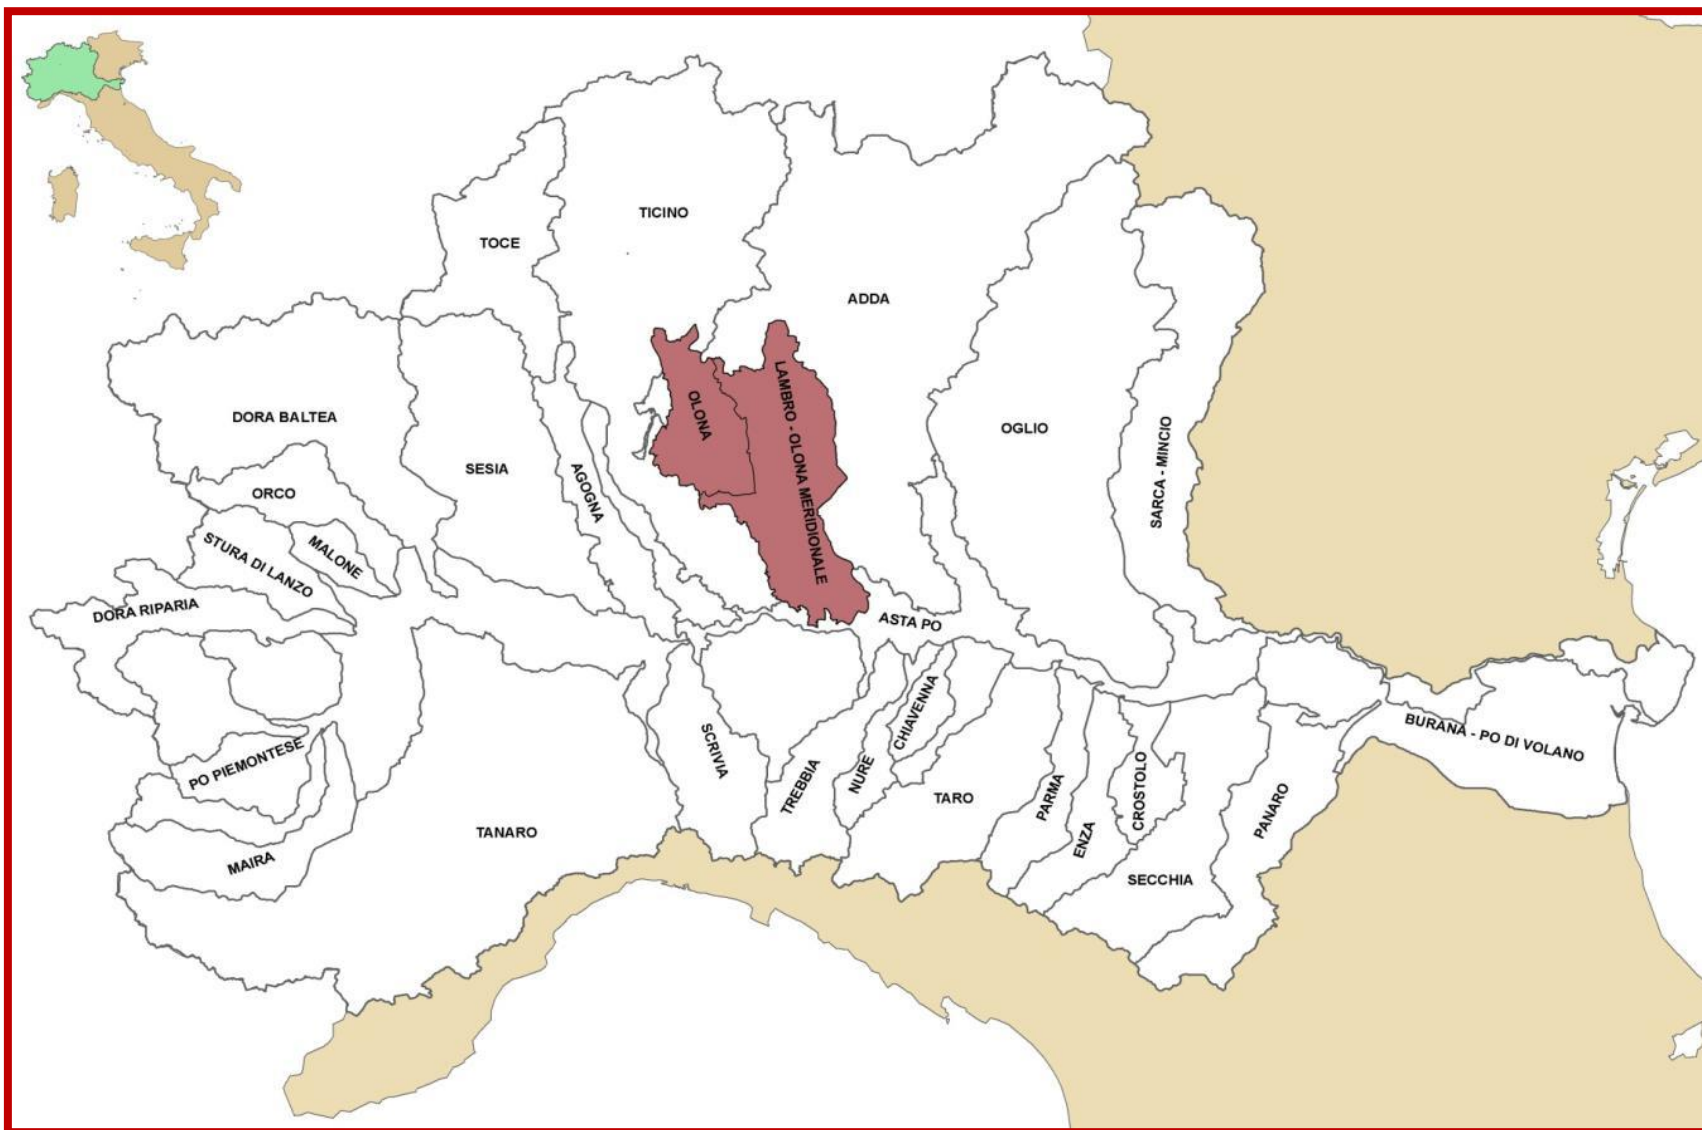 TICINO
TOCE
ADDA
LAMBRO - OLONA MERIDIONALE
OLONA
DORA BALTEA
OGLIO
SARCA - MINCIO
SESIA
AGOGNA
ORCO
STURA DI LANZO
MALONE
DORA RIPARIA
ASTA PO
CHIAVENNA
BURANA - PO DI VOLANO
SCRIVIA
PO PIEMONTESE
TREBBIA
NURE
TARO
PARMA
CROSTOLO
PANARO
TANARO
ENZA
MAIRA
SECCHIA